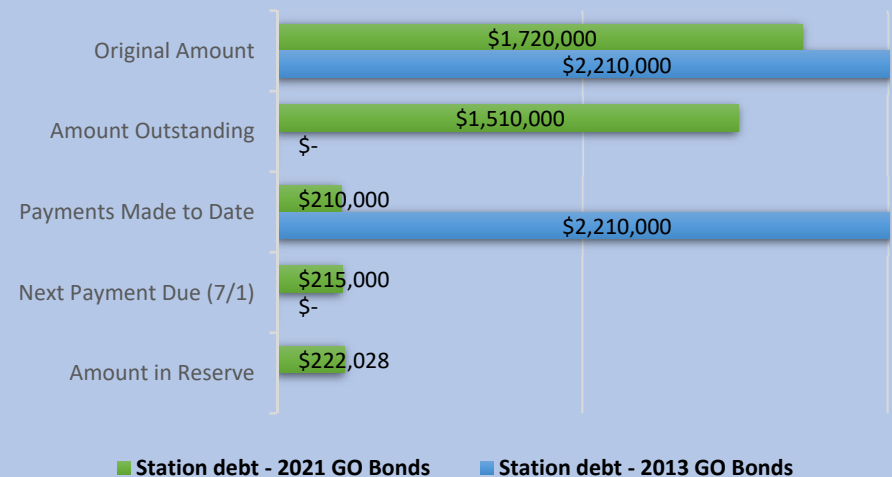 Original Amount
$1,720,000
$2,210,000
Amount Outstanding
$1,510,000
$-
Payments Made to Date
$210,000
$2,210,000
Next Payment Due (7/1)
$215,000
$-
Amount in Reserve
$222,028
Station debt - 2021 GO Bonds
Station debt - 2013 GO Bonds